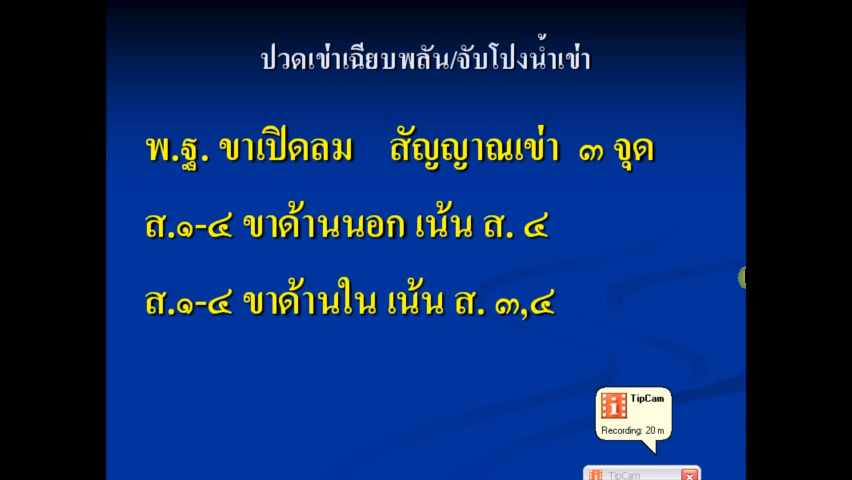 ปวดเข่าเฉียบพลัน/จับโปงน้ำเข่า
พ.ฐ. ขาเปิดลม สัญญาณเข่า ๓ จุด
ส.๑-๔ ขาด้านนอก เน้น ส. ๔
ส.๑-๔ ขาด้านใน เน้น ส. ๓,๔
TipCam
Recording: 20 m
TipCam